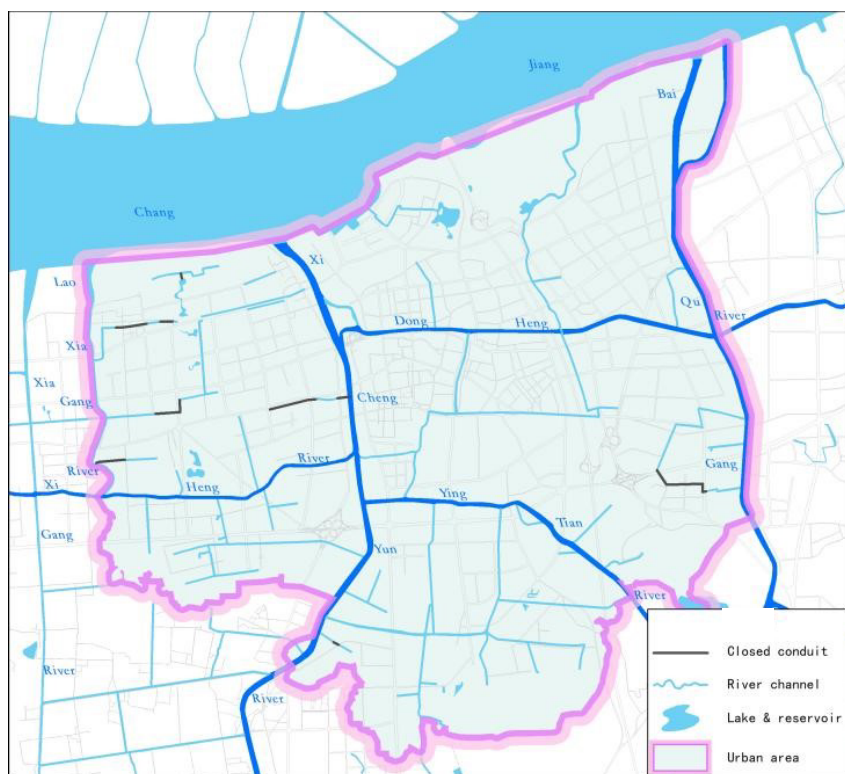 Jiang
Bai
Chang
Xi
Lao
Qu
River
Dong
Heng
Xia
Xia
Gang
Cheng
River
Xi
Heng
River
Gang
Ying
Tian
Gang
Yun
River
River
River
Closed conduit
River channel
Lake & reservoir
Urban area